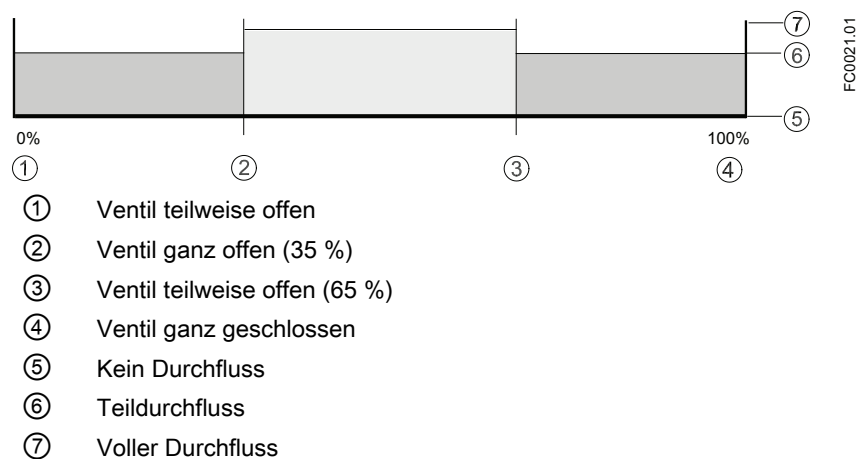 ⑦
⑥
FC0021.01
⑤
0% 100%
① ② ③ ④
① Ventil teilweise offen
② Ventil ganz offen (35 %)
③ Ventil teilweise offen (65 %)
④ Ventil ganz geschlossen
⑤ Kein Durchfluss
⑥ Teildurchfluss
⑦ Voller Durchfluss